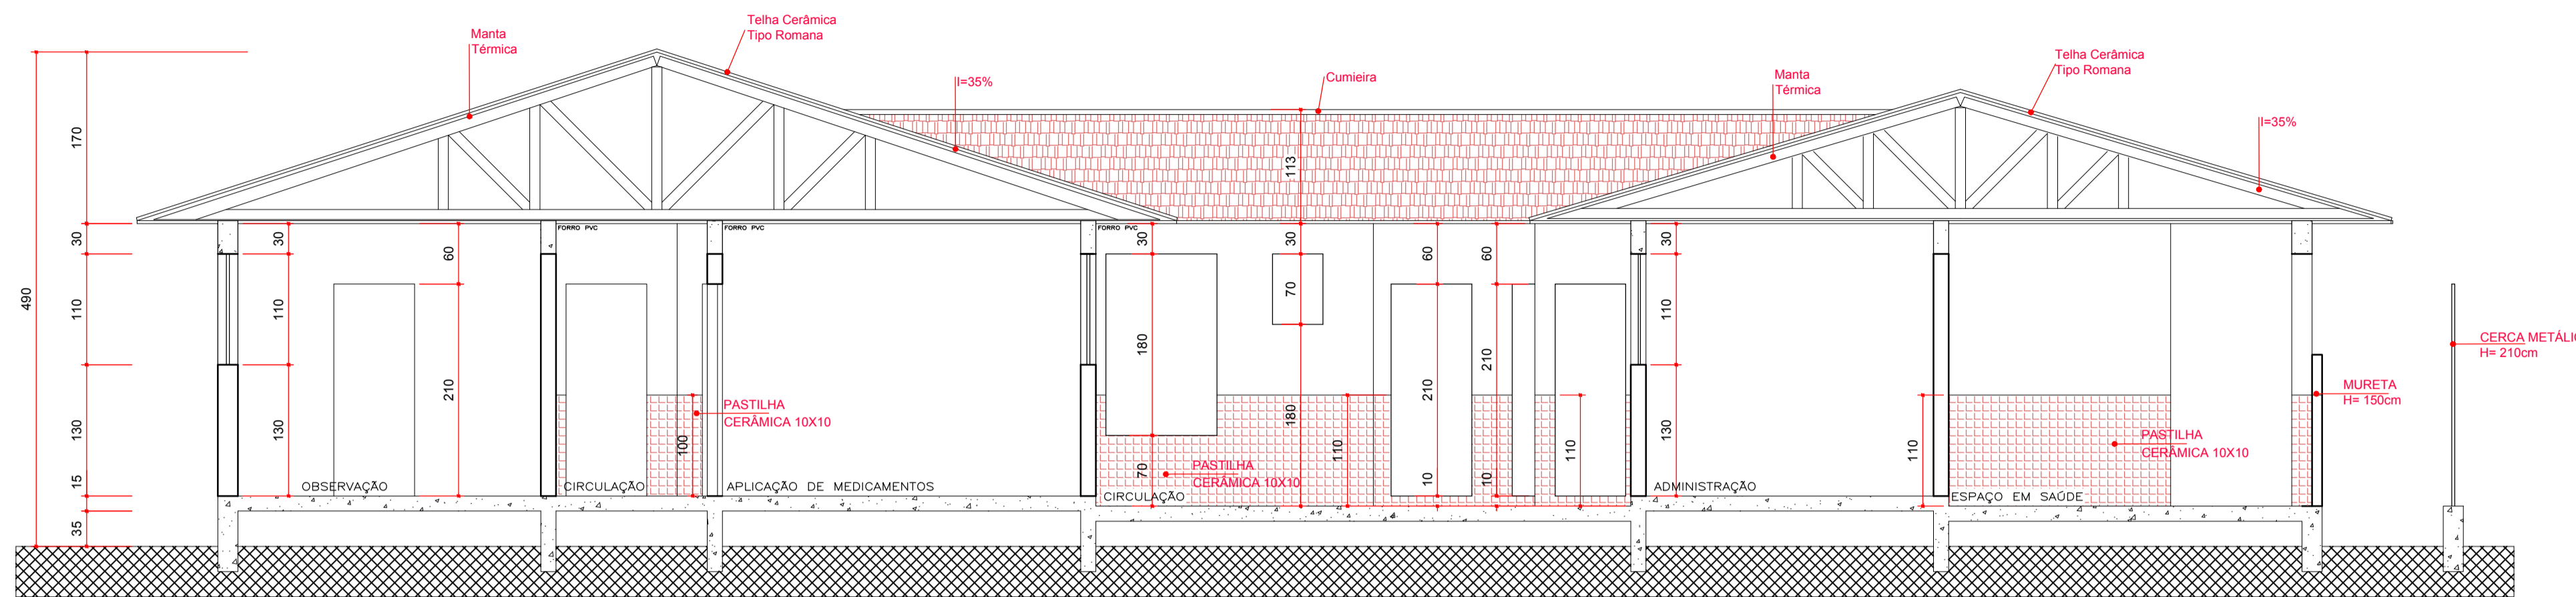 Manta
Térmica
Telha Cerâmica
Tipo Romana
I=35%
Cumieira
Manta
Térmica
Telha Cerâmica
Tipo Romana
I=35%
490
170
30
110
130
15
35
30
110
130
60
210
FORRO PVC
FORRO PVC
FORRO PVC
100
30
180
70
113
30
70
180
110
60
210
10
60
210
10
110
30
110
130
110
PASTILHA
CERÂMICA 10X10
PASTILHA
CERÂMICA 10X10
PASTILHA
CERÂMICA 10X10
CERCA METÁLI
H= 210cm
MURETA
H= 150cm
OBSERVAÇÃO
CIRCULAÇÃO
APLICAÇÃO DE MEDICAMENTOS
CIRCULAÇÃO
ADMINISTRAÇÃO
ESPAÇO EM SAÚDE